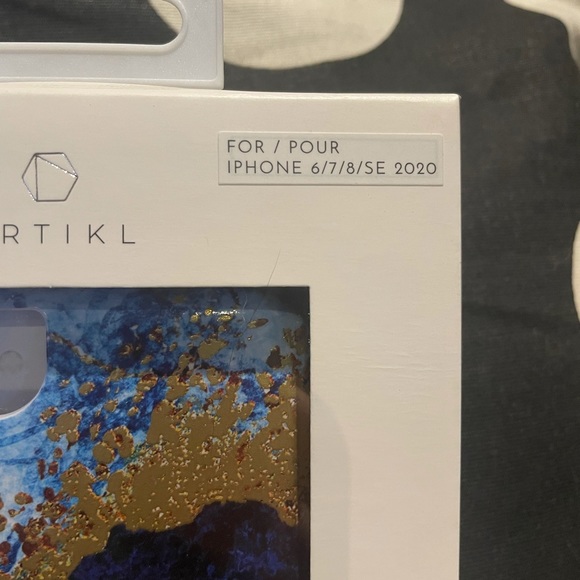 FOR / POUR
IPHONE 6/7/8/SE 2020
RTIKL